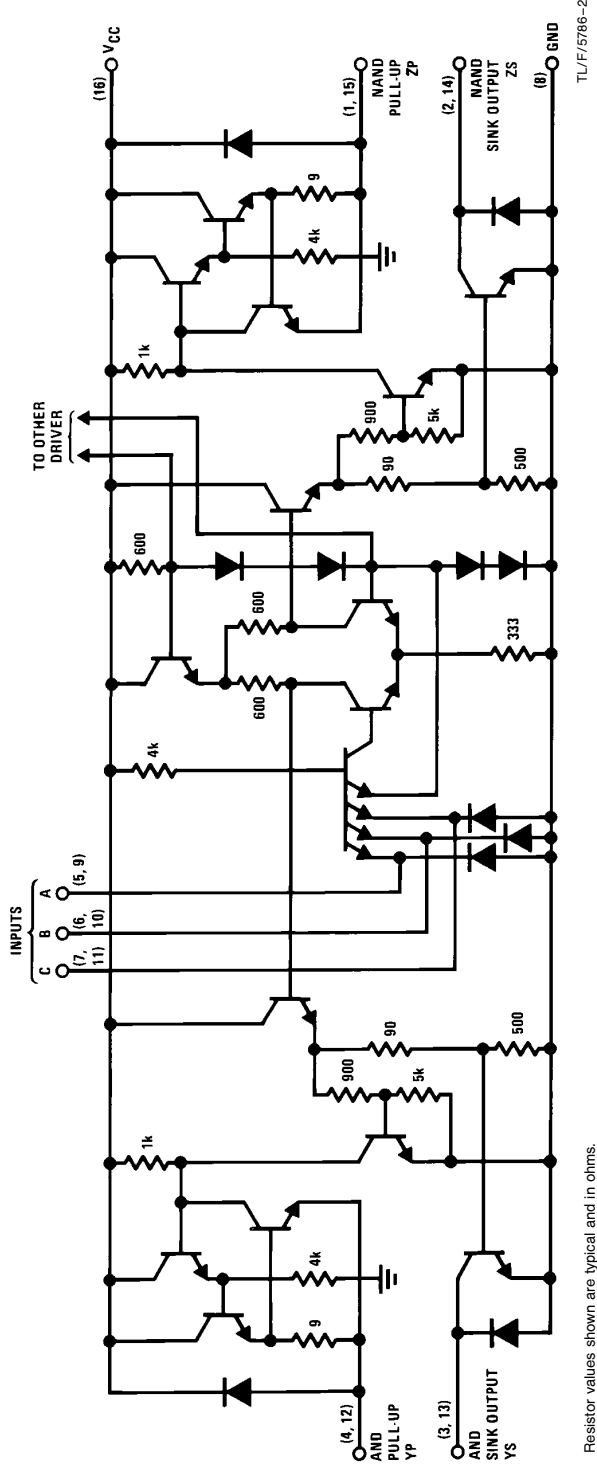 INPUTS
C B A
(7, 11)
(6, 10)
(5, 9)
TO OTHER DRIVER
(16) VCC
1k
4k
9
(4, 12)
AND PULL-UP YP
900
5k
90
500
(3, 13)
AND SINK OUTPUT YS
4k
600
600
600
333
1k
900
5k
90
500
4k
9
(1, 15)
NAND PULL-UP ZP
(2, 14)
NAND SINK OUTPUT ZS
(8) GND
TL/F/5786–2
Resistor values shown are typical and in ohms.